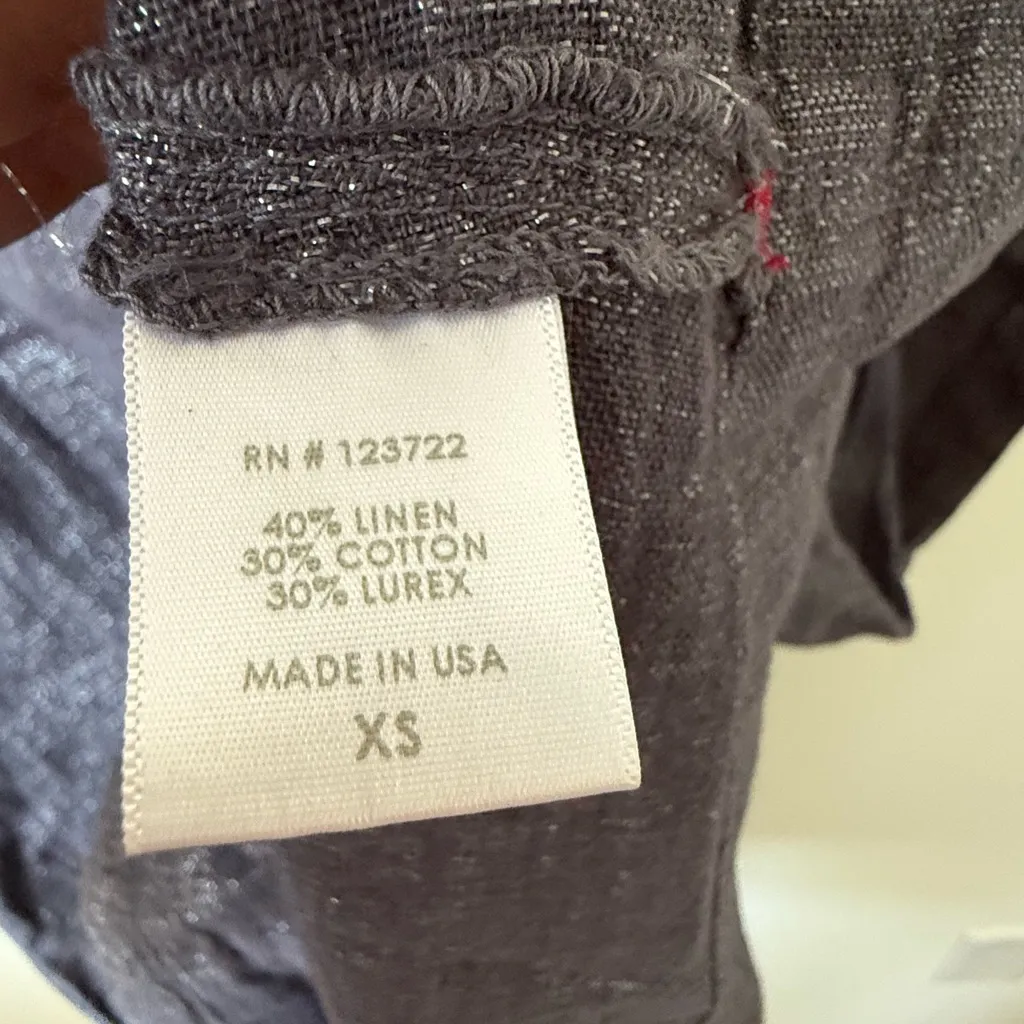 RN # 123722
40% LINEN
30% COTTON
30% LUREX
MADE IN USA
XS